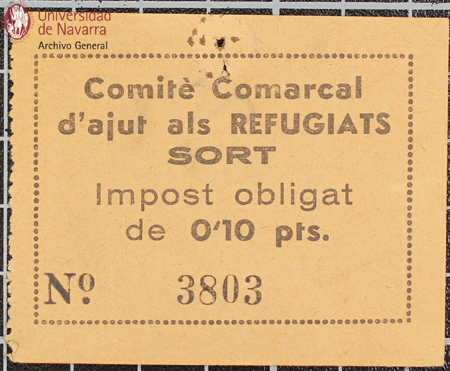 Universidad
de Navarra
Archivo General
Comitè Comarcal
d'ajut als REFUGIATS
SORT
Impost obligat
de 0'10 pts.
Nº 3803